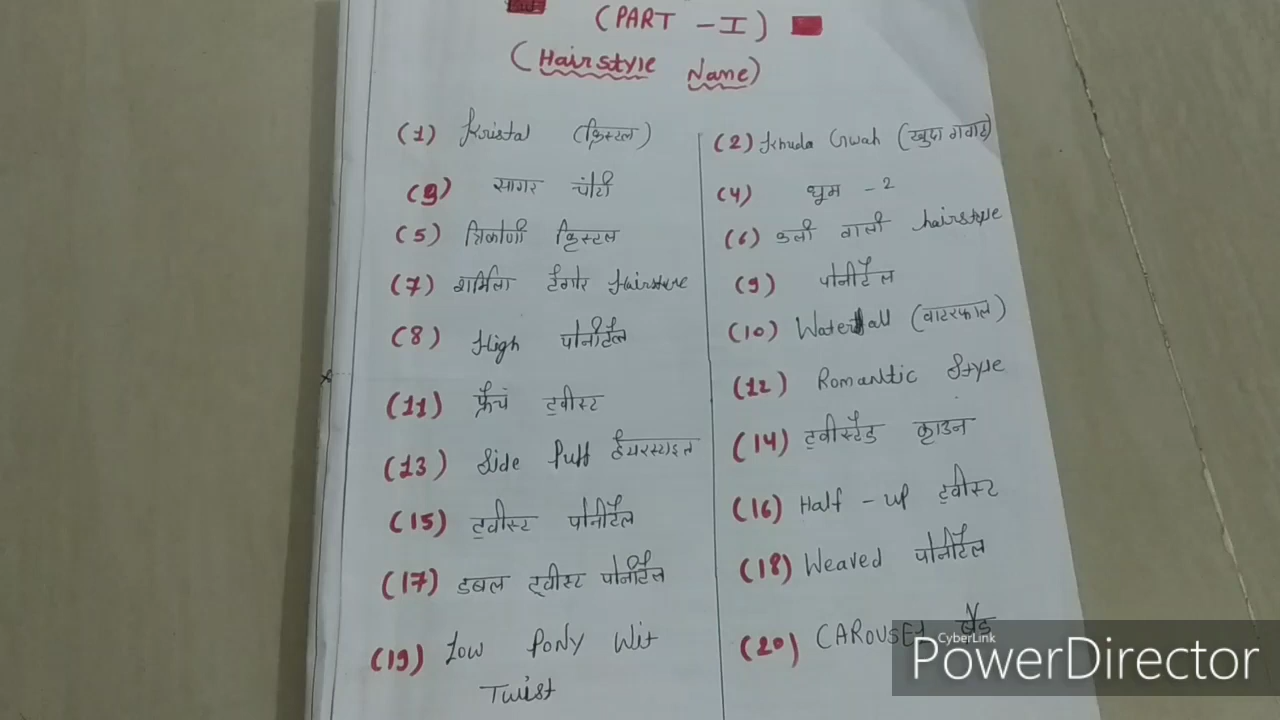 (PART - I)
(Hairstyle Name)
(1) Kristal (क्रिस्टल)
(2) Khuda Gwah (खुदा गवाह)
(3) सागर चोटी
(4) धूम - 2
(5) त्रिकोणी क्रिस्टल
(6) कली वाली hairstyle
(7) शर्मिला टैगोर Hairstyle
(9) पोनीटैल
(8) High पोनीटैल
(10) Waterfall (वाटरफाल)
(11) फ्रैचं ट्वीस्ट
(12) Romantic Style
(13) Side Puff हैयरस्टाइल
(14) ट्वीस्टैड क्राउन
(15) ट्वीस्ट पोनीटैल
(16) Half - up ट्वीस्ट
(17) डबल ट्वीस्ट पोनीटैल
(18) Weaved पोनीटैल
(19) Low Pony Wit
Twist
(20) CAROUSEL
CyberLink
PowerDirector